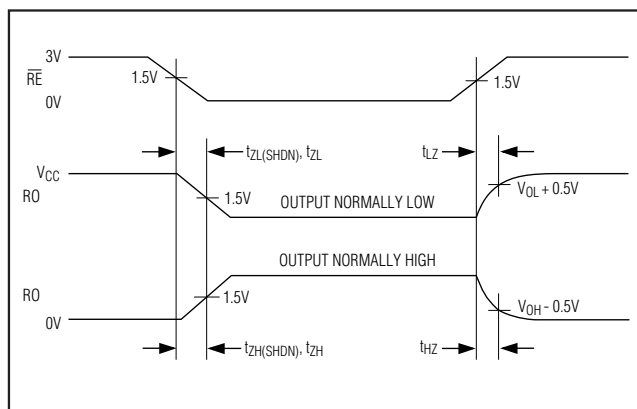 3V
RE
1.5V
1.5V
0V
tZL(SHDN), tZL
tLZ
VCC
RO
1.5V
OUTPUT NORMALLY LOW
VOL + 0.5V
OUTPUT NORMALLY HIGH
RO
1.5V
VOH – 0.5V
0V
tZH(SHDN), tZH
tHZ